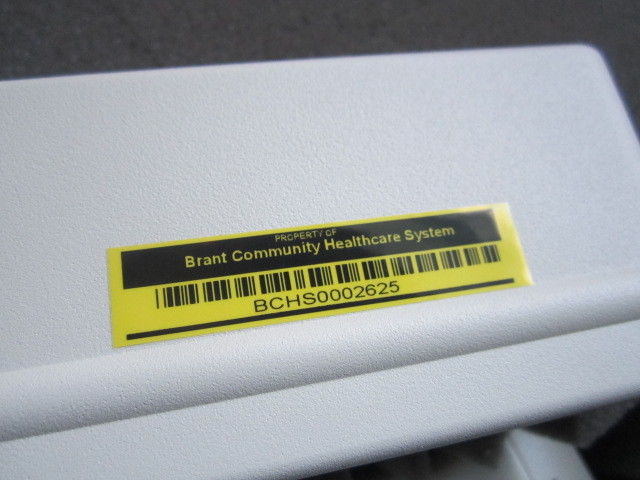 PROPERTY OF
Brant Community Healthcare System
BCHS0002625